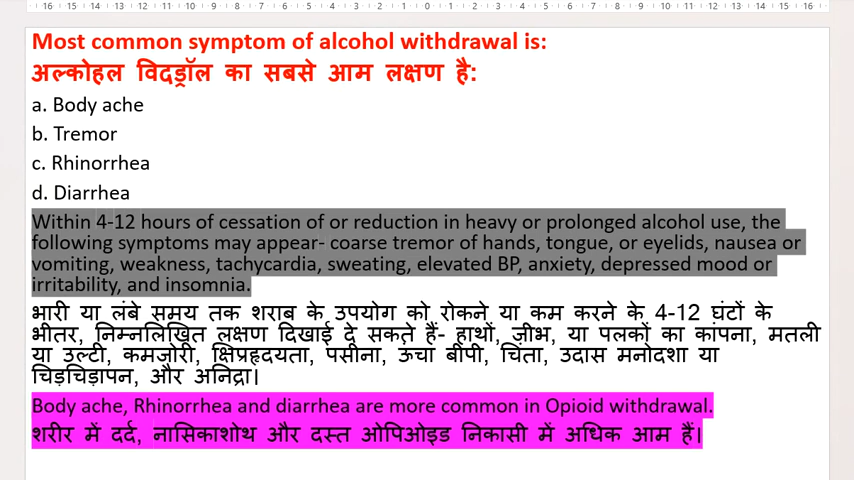 16 15 14 13 12 11 10 9 8 7 6 5 4 3 2 1 0 1 2 3 4 5 6 7 8 9 10 11 12 13 14 15 16
Most common symptom of alcohol withdrawal is:
अल्कोहल विदड्रॉल का सबसे आम लक्षण है:
a. Body ache
b. Tremor
c. Rhinorrhea
d. Diarrhea
Within 4-12 hours of cessation of or reduction in heavy or prolonged alcohol use, the
following symptoms may appear- coarse tremor of hands, tongue, or eyelids, nausea or
vomiting, weakness, tachycardia, sweating, elevated BP, anxiety, depressed mood or
irritability, and insomnia.
भारी या लंबे समय तक शराब के उपयोग को रोकने या कम करने के 4-12 घंटों के
भीतर, निम्नलिखित लक्षण दिखाई दे सकते हैं- हाथों, जीभ, या पलकों का कांपना, मतली
या उल्टी, कमजोरी, क्षिप्रहृदयता, पसीना, ऊंचा बीपी, चिंता, उदास मनोदशा या
चिड़चिड़ापन, और अनिद्रा।
Body ache, Rhinorrhea and diarrhea are more common in Opioid withdrawal.
शरीर में दर्द, नासिकाशोथ और दस्त ओपिओइड निकासी में अधिक आम हैं।